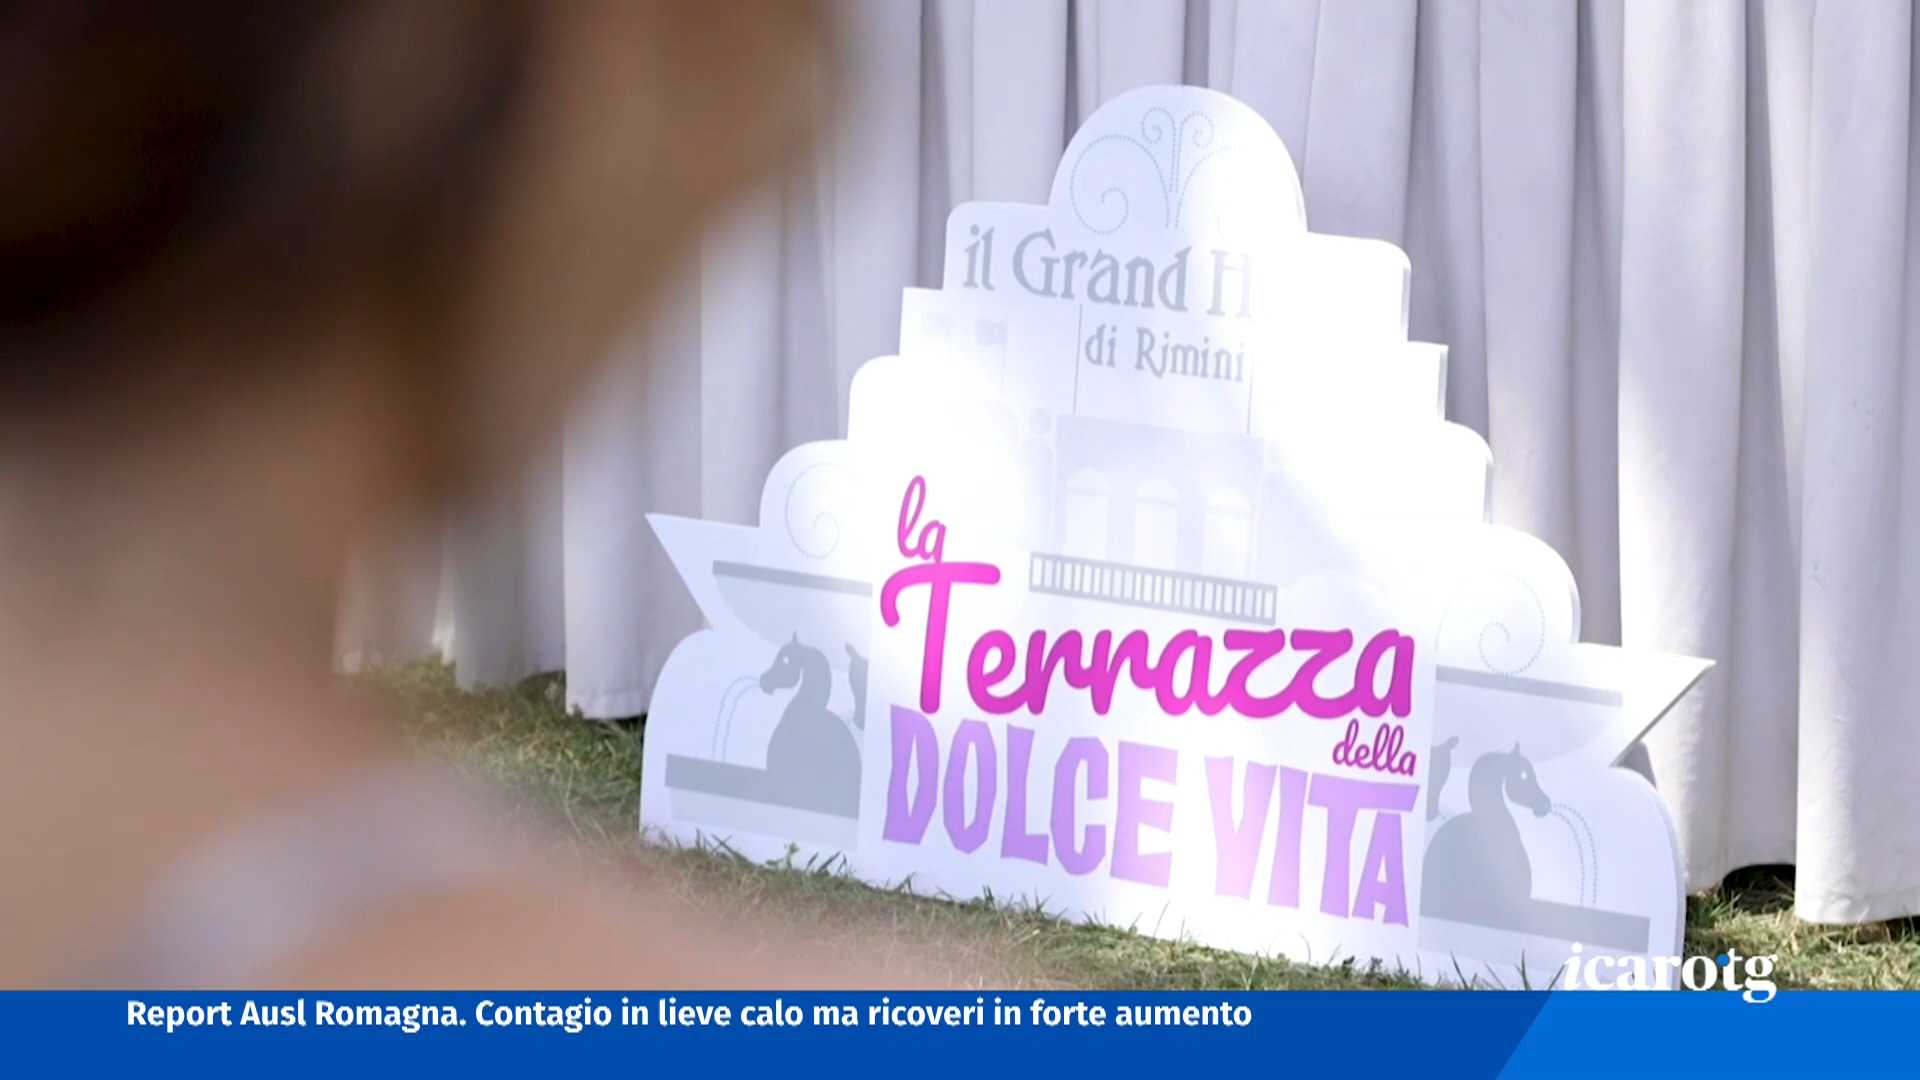 il Grand H
di Rimini
la
Terrazza
della
DOLCE VITA
icarotg
Report Ausl Romagna. Contagio in lieve calo ma ricoveri in forte aumento